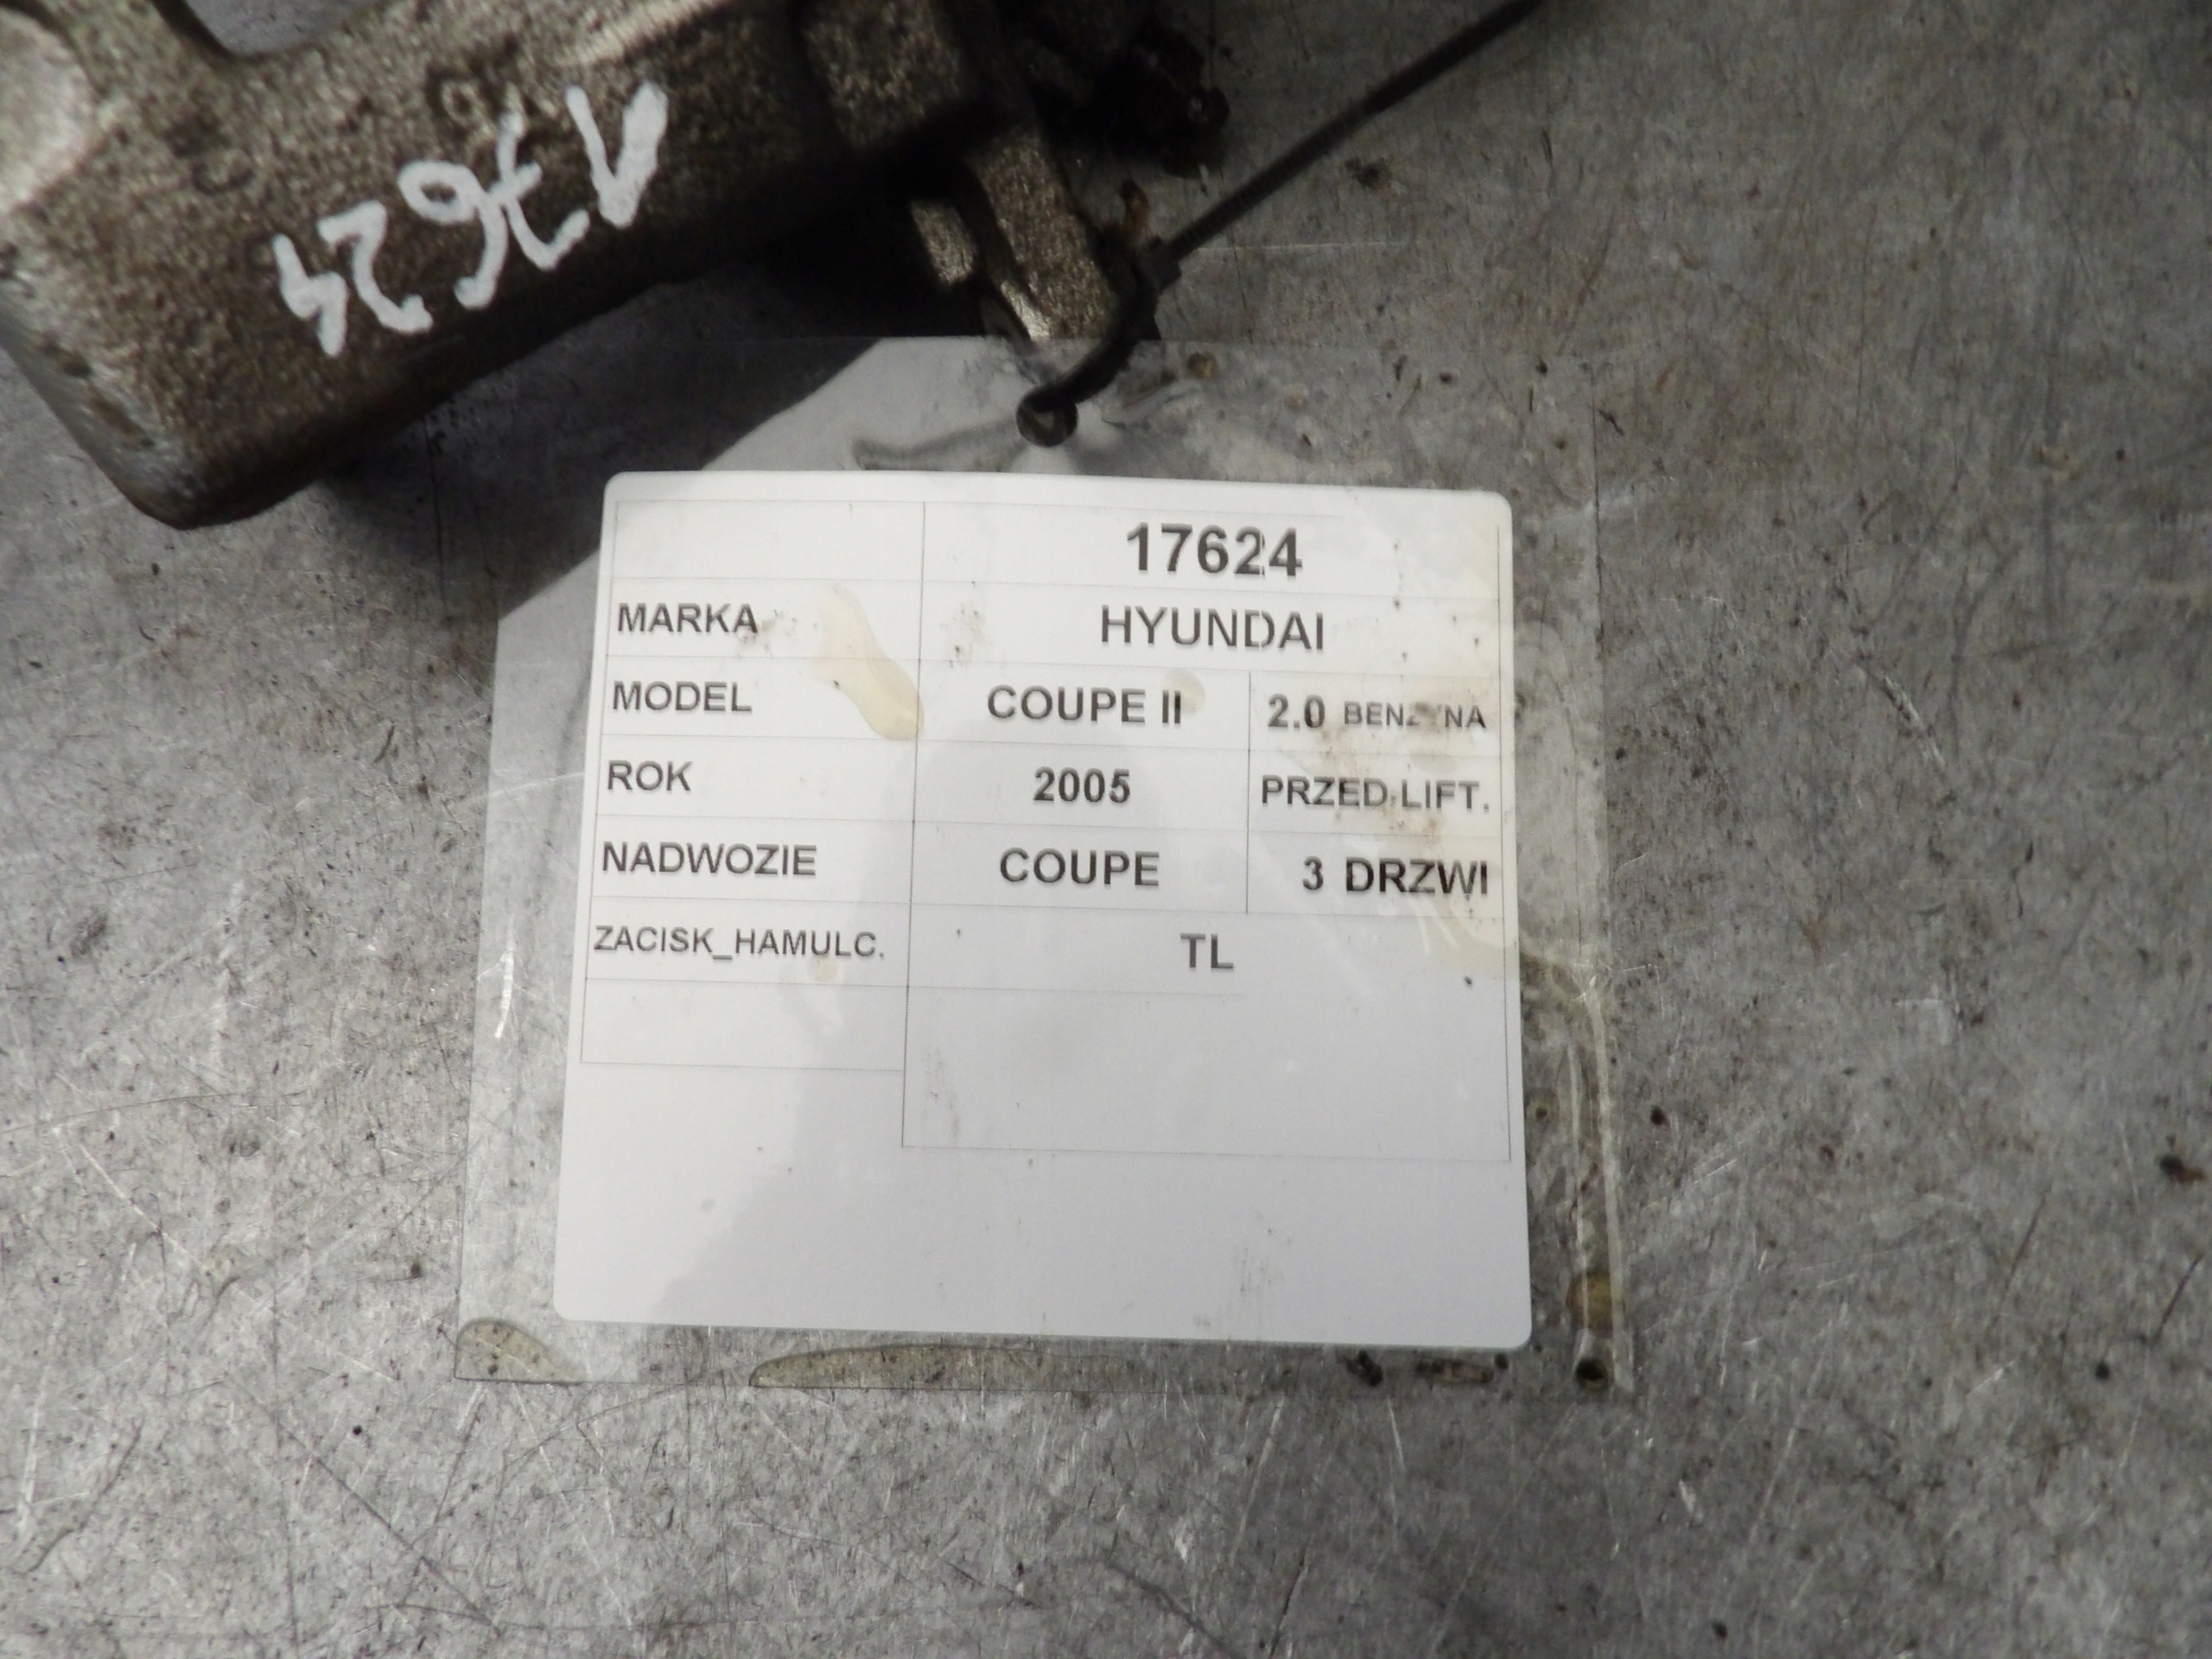 17624
17624
MARKA HYUNDAI
MODEL COUPE II 2.0 BENZYNA
ROK 2005 PRZED LIFT.
NADWOZIE COUPE 3 DRZWI
ZACISK_HAMULC. TL